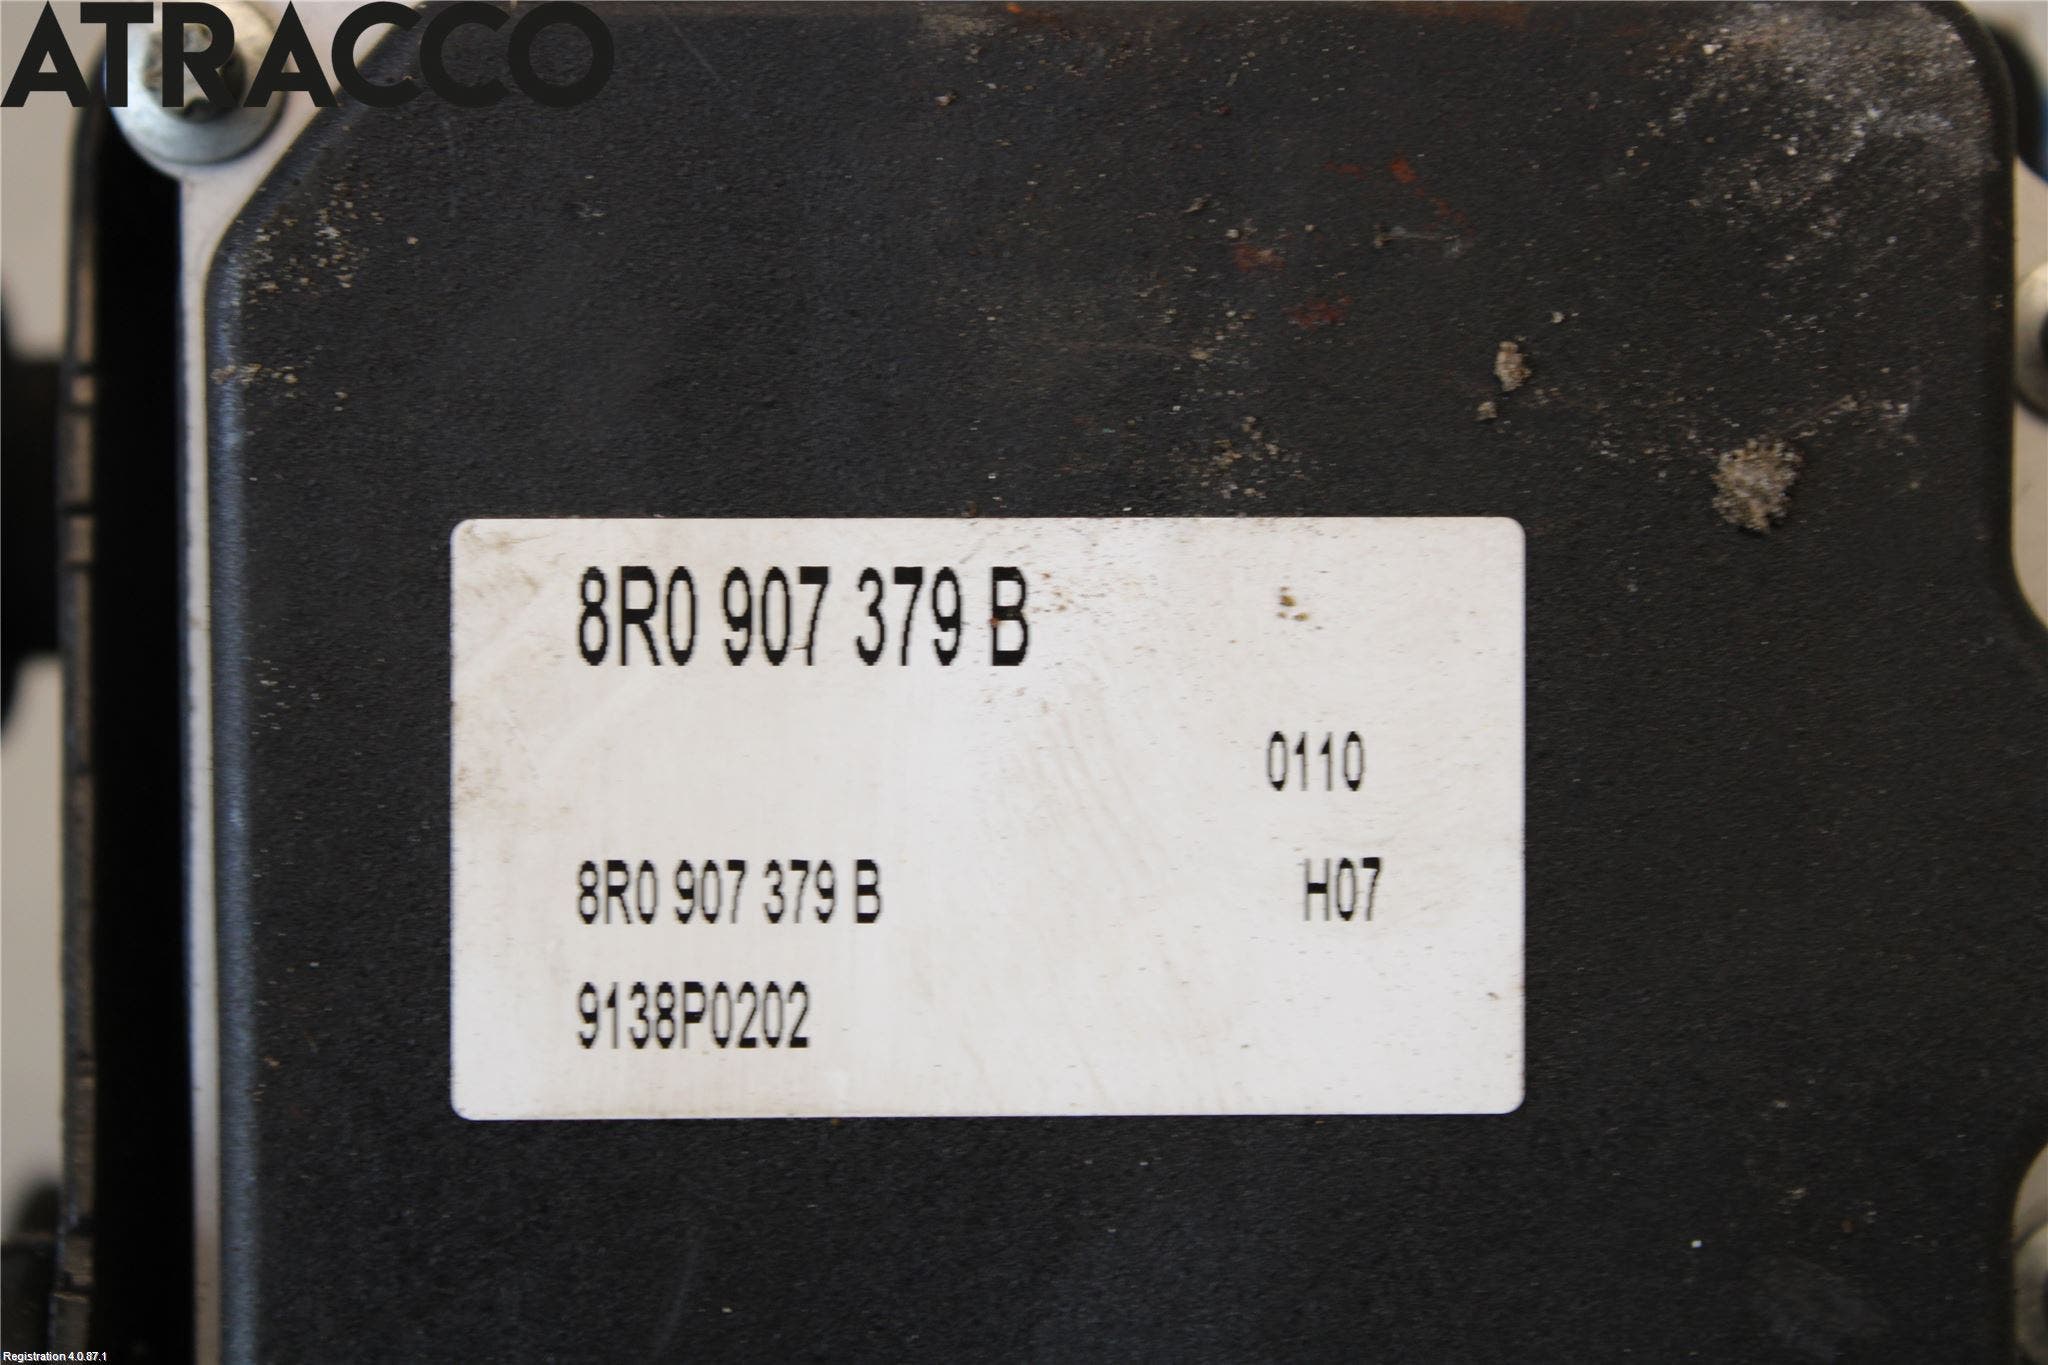 ATRACCO
8R0 907 379 B
0110
8R0 907 379 B H07
9138P0202
Registration 4.0.87.1